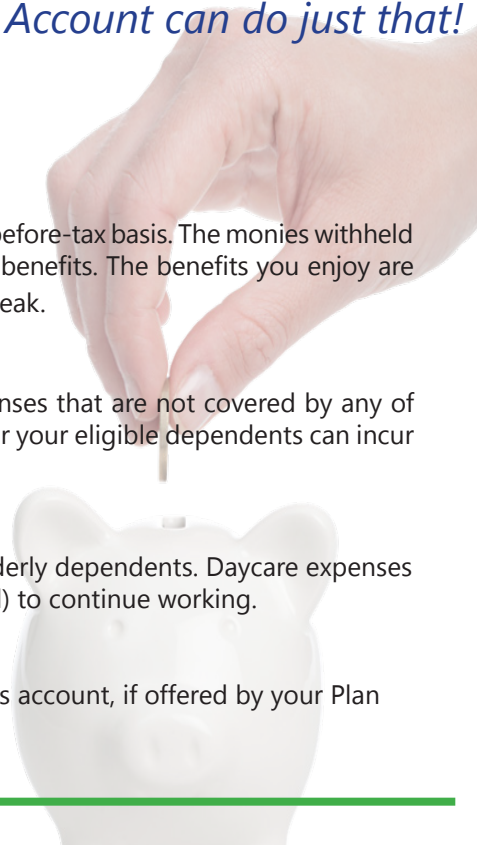 Account can do just that!
before-tax basis. The monies withheld
benefits. The benefits you enjoy are
eak.
nses that are not covered by any of
r your eligible dependents can incur
derly dependents. Daycare expenses
) to continue working.
s account, if offered by your Plan